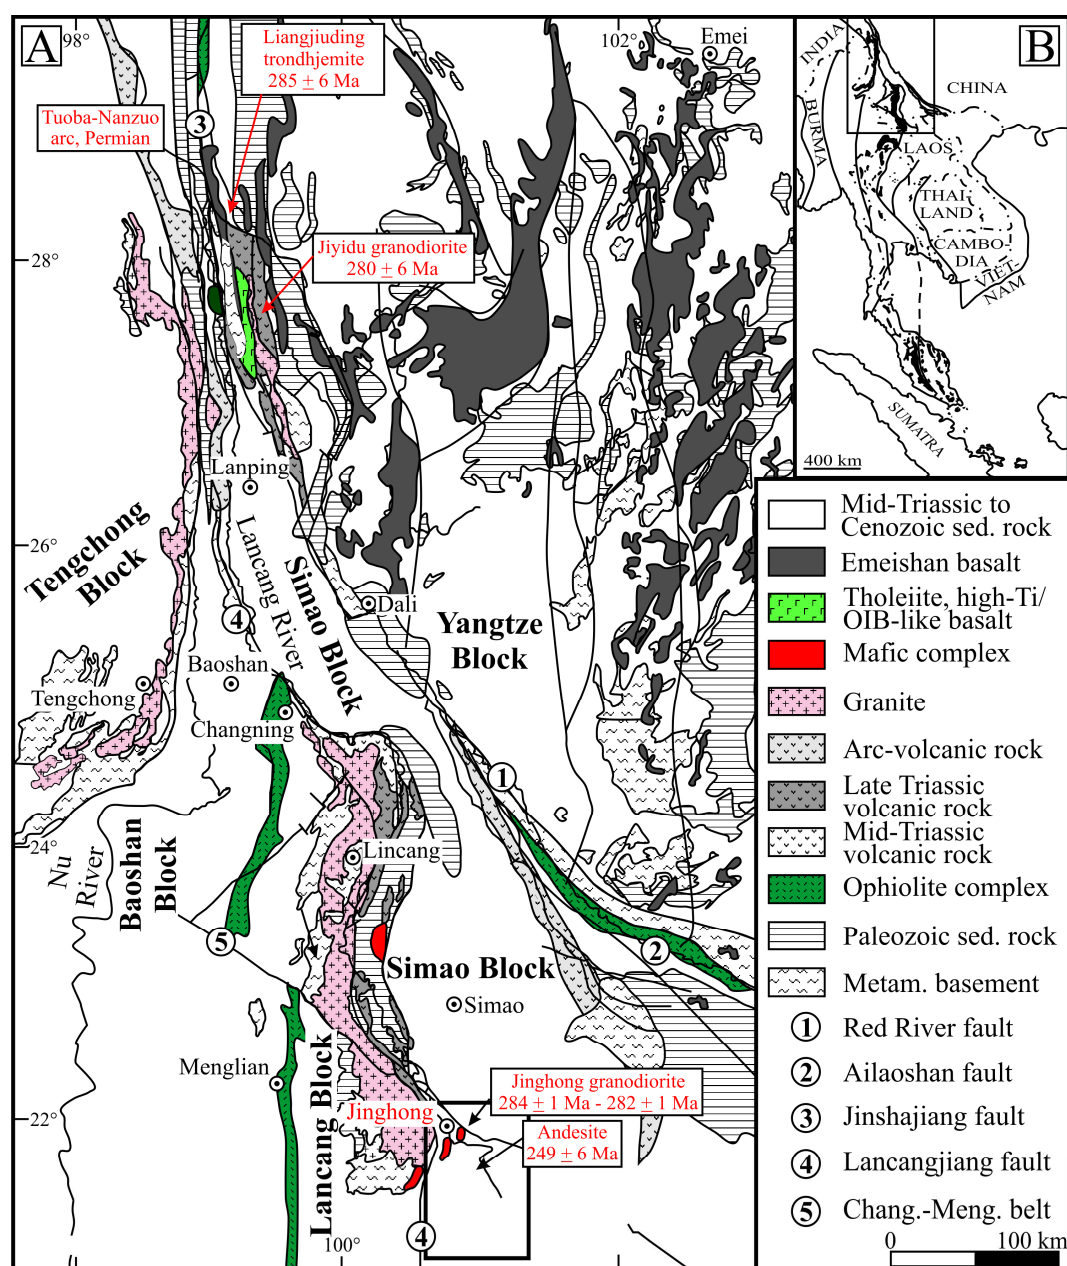 A
98°
Liangjiuding
trondhjemite
285 ± 6 Ma
102°
Emei
Tuoba-Nanzuo
arc, Permian
3
Jiyidu granodiorite
280 ± 6 Ma
28°
Lanping
Tengchong
Block
26°
Lancang River
Simao Block
4
Dali
Yangtze
Block
Baoshan
Tengchong
Changning
1
24°
Nu
River
Baoshan
Block
Lincang
5
2
Simao Block
Simao
Menglian
Lancang Block
22°
Jinghong
Jinghong granodiorite
284 ± 1 Ma - 282 ± 1 Ma
Andesite
249 ± 6 Ma
4
100°
B
INDIA
CHINA
BURMA
LAOS
THAI-
LAND
CAMBO-
DIA
VIET-
NAM
SUMATRA
400 km
Mid-Triassic to
Cenozoic sed. rock
Emeishan basalt
Tholeiite, high-Ti/
OIB-like basalt
Mafic complex
Granite
Arc-volcanic rock
Late Triassic
volcanic rock
Mid-Triassic
volcanic rock
Ophiolite complex
Paleozoic sed. rock
Metam. basement
1 Red River fault
2 Ailaoshan fault
3 Jinshajiang fault
4 Lancangjiang fault
5 Chang.-Meng. belt
0 100 km